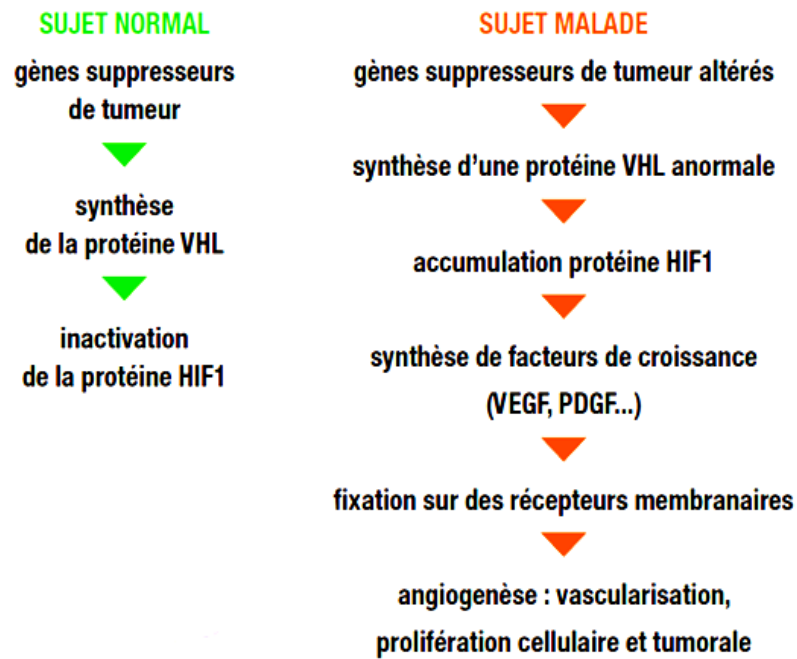 SUJET NORMAL
gènes suppresseurs
de tumeur
synthèse
de la protéine VHL
inactivation
de la protéine HIF1
SUJET MALADE
gènes suppresseurs de tumeur altérés
synthèse d'une protéine VHL anormale
accumulation protéine HIF1
synthèse de facteurs de croissance
(VEGF, PDGF...)
fixation sur des récepteurs membranaires
angiogenèse : vascularisation,
prolifération cellulaire et tumorale